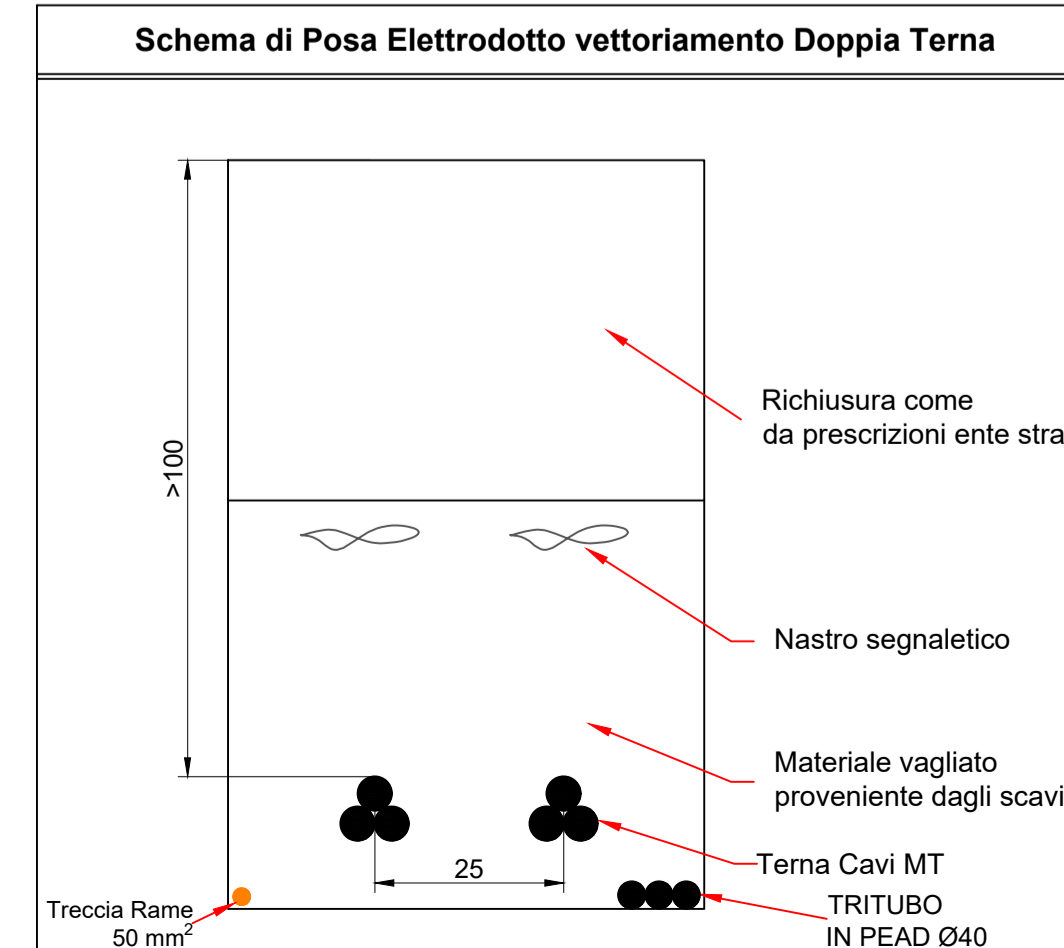 Schema di Posa Elettrodotto vettoriamento Doppia Terna
>100
Richiusura come
da prescrizioni ente stra
Nastro segnaletico
Materiale vagliato
proveniente dagli scavi
Terna Cavi MT
25
TRITUBO
IN PEAD Ø40
Treccia Rame
50 mm²